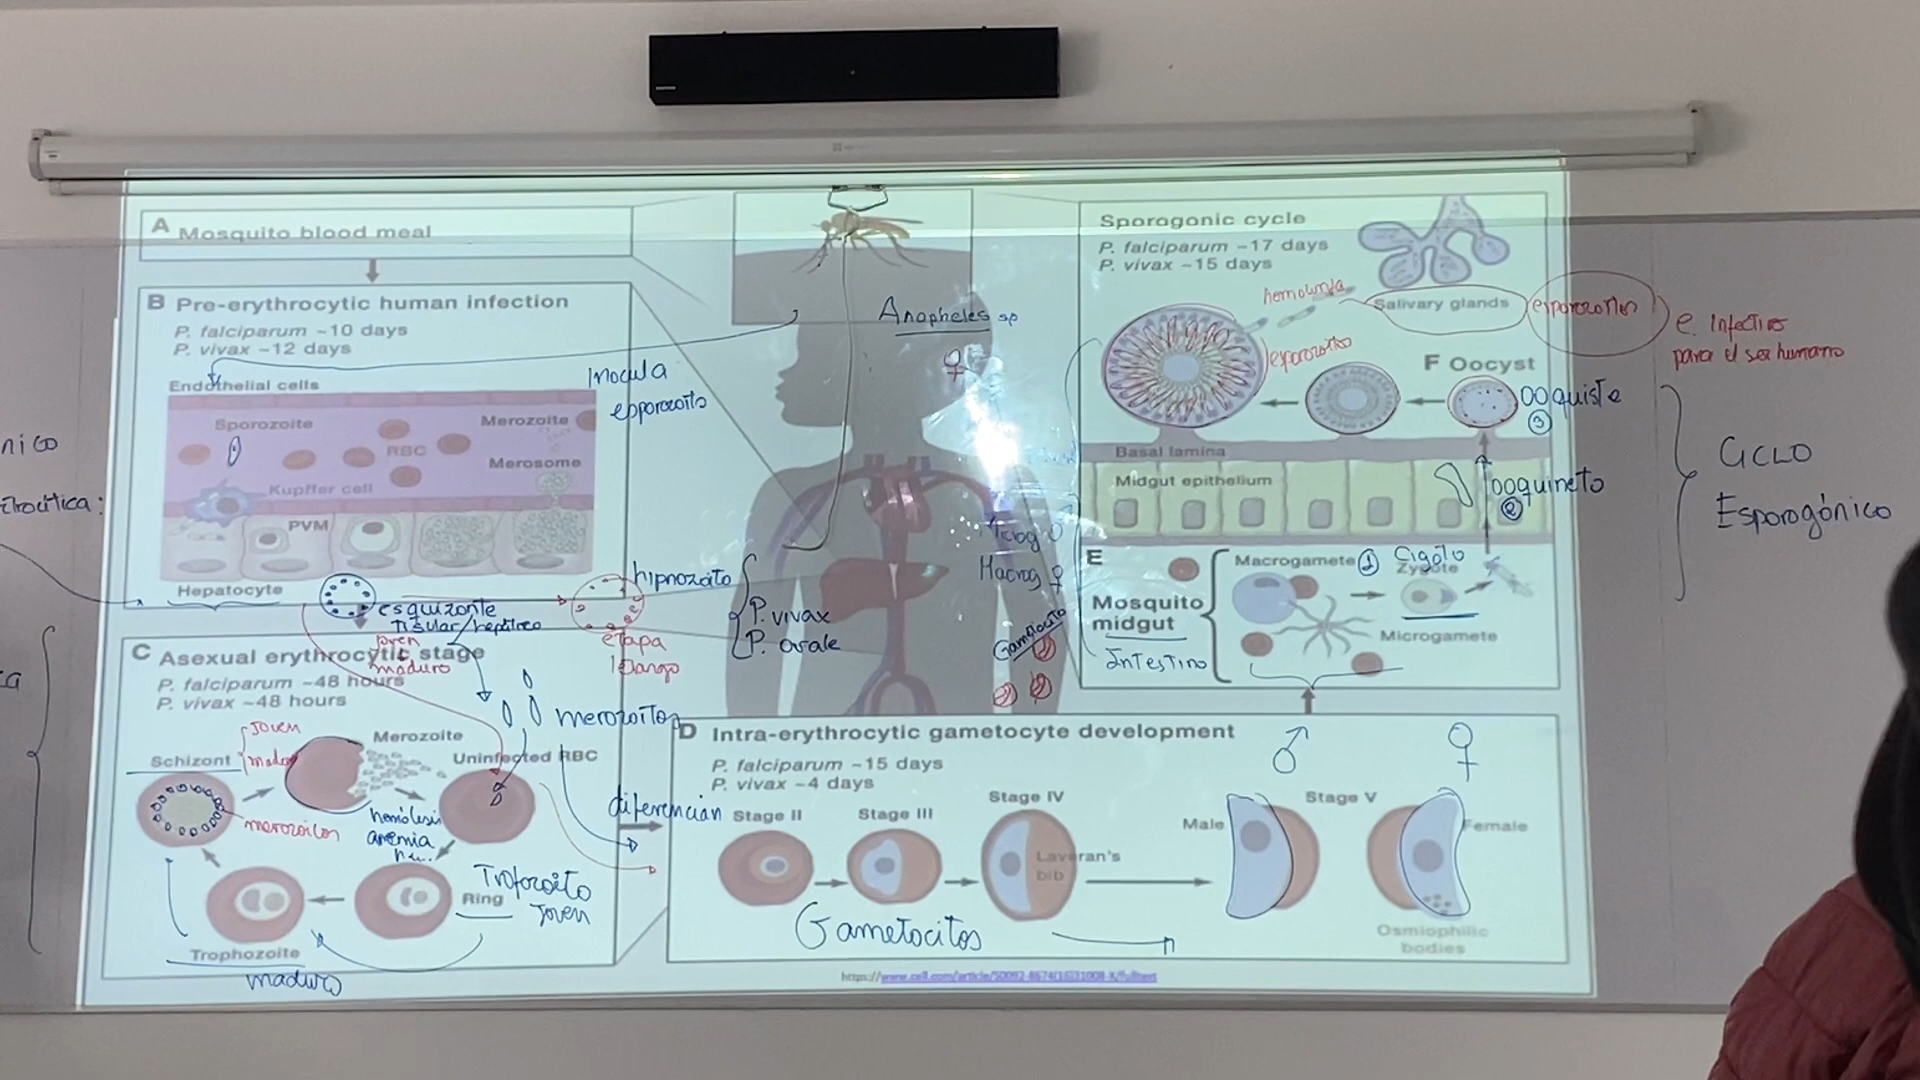 A Mosquito blood meal
B Pre-erythrocytic human infection
P. falciparum ~10 days
P. vivax ~12 days
Endothelial cells
Sporozoite
Merozoite
RBC
Merosome
Kupffer cell
PVM
Hepatocyte
Inocula
esporozoito
Anopheles sp
♀
hipnozoito
P. vivax
P. ovale
etapa
esquizonte
Tisular/hepático
joven
maduro
nico
trocítica:
C Asexual erythrocytic stage
P. falciparum ~48 hours
P. vivax ~48 hours
Joven
Merozoite
merozoitos
Schizont
Uninfected RBC
hemólisis
anemia
merozoitos
Trofozoito
Joven
Ring
Trophozoite
maduro
diferencian
D Intra-erythrocytic gametocyte development
P. falciparum ~15 days
P. vivax ~4 days
Stage II
Stage III
Stage IV
Stage V
♂
♀
Male
Female
Laveran's
bib
Gametocitos
Osmiophilic
bodies
Macrog ♀
Gametocito
Sporogonic cycle
P. falciparum ~17 days
P. vivax ~15 days
hemolinfa
Salivary glands
esporozoitos
e. Infectivo
para el ser humano
esporozoitos
F Oocyst
Ooquiste
3
Basal lamina
Midgut epithelium
Ooquineto
2
E
Macrogamete
1
Cigoto
Zygote
Mosquito
midgut
Intestino
Microgamete
CICLO
Esporogónico